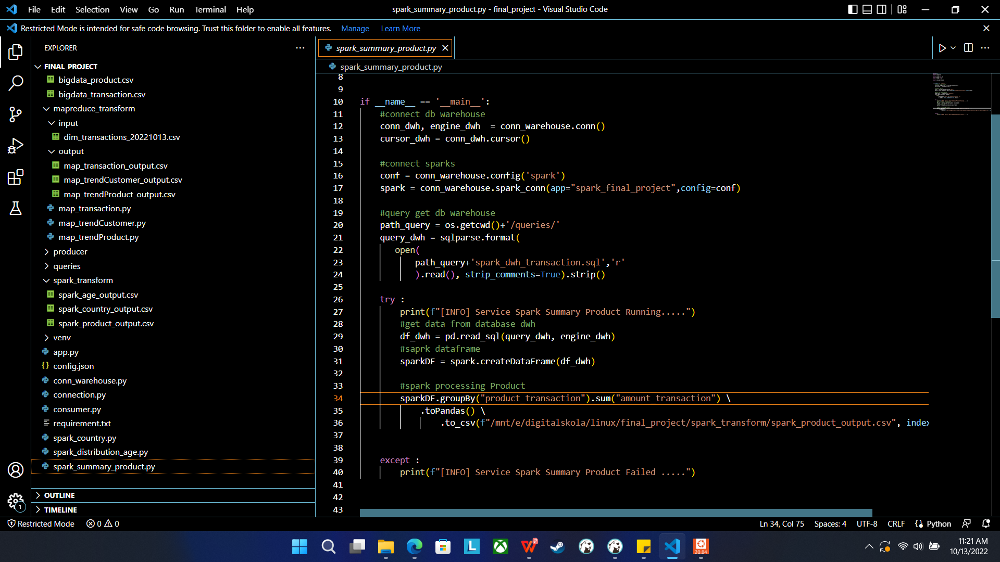 File Edit Selection View Go Run Terminal Help
spark_summary_product.py - final_project - Visual Studio Code
Restricted Mode is intended for safe code browsing. Trust this folder to enable all features. Manage Learn More
EXPLORER
FINAL_PROJECT
bigdata_product.csv
bigdata_transaction.csv
mapreduce_transform
input
dim_transactions_20221013.csv
output
map_transaction_output.csv
map_trendCustomer_output.csv
map_trendProduct_output.csv
map_transaction.py
map_trendCustomer.py
map_trendProduct.py
producer
queries
spark_transform
spark_age_output.csv
spark_country_output.csv
spark_product_output.csv
venv
app.py
{} config.json
conn_warehouse.py
connection.py
consumer.py
requirement.txt
spark_country.py
spark_distribution_age.py
spark_summary_product.py
OUTLINE
TIMELINE
spark_summary_product.py
spark_summary_product.py
8
9
10 if __name__ == '__main__':
11 #connect db warehouse
12 conn_dwh, engine_dwh  = conn_warehouse.conn()
13 cursor_dwh = conn_dwh.cursor()
14
15 #connect sparks
16 conf = conn_warehouse.config('spark')
17 spark = conn_warehouse.spark_conn(app="spark_final_project",config=conf)
18
19 #query get db warehouse
20 path_query = os.getcwd()+'/queries/'
21 query_dwh = sqlparse.format(
22 open(
23 path_query+'spark_dwh_transaction.sql','r'
24 ).read(), strip_comments=True).strip()
25
26 try :
27 print(f"[INFO] Service Spark Summary Product Running.....")
28 #get data from database dwh
29 df_dwh = pd.read_sql(query_dwh, engine_dwh)
30 #saprk dataframe
31 sparkDF = spark.createDataFrame(df_dwh)
32
33 #spark processing Product
34 sparkDF.groupBy("product_transaction").sum("amount_transaction") \
35 .toPandas() \
36 .to_csv(f"/mnt/e/digitalskola/linux/final_project/spark_transform/spark_product_output.csv", index
37
38
39 except :
40 print(f"[INFO] Service Spark Summary Product Failed .....")
41
42
43
1
Restricted Mode 0 0
Ln 34, Col 75 Spaces: 4 UTF-8 CRLF {} Python
L
2
20.04
11:21 AM
10/13/2022